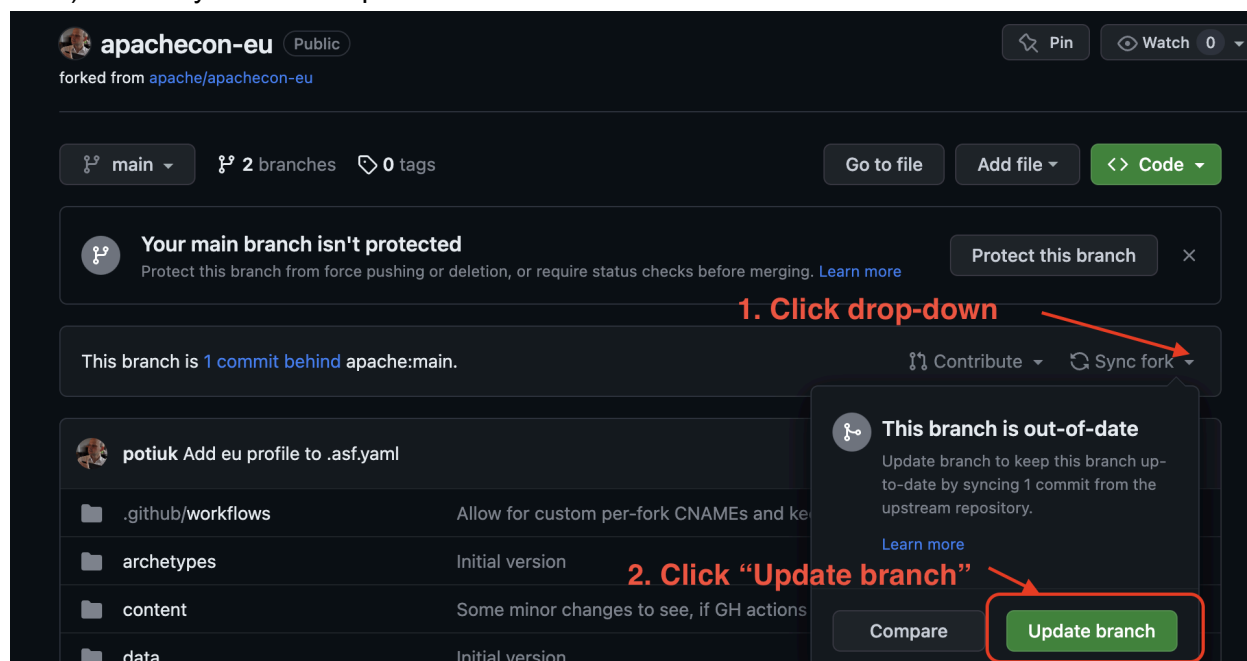 apachecon-eu Public Pin Watch 0
forked from apache/apachecon-eu
main 2 branches 0 tags Go to file Add file Code
Your main branch isn't protected
Protect this branch from force pushing or deletion, or require status checks before merging. Learn more
Protect this branch
1. Click drop-down
This branch is 1 commit behind apache:main. Contribute Sync fork
This branch is out-of-date
Update branch to keep this branch up-
to-date by syncing 1 commit from the
upstream repository.
Learn more
2. Click “Update branch”
Compare Update branch
potiuk Add eu profile to .asf.yaml
.github/workflows Allow for custom per-fork CNAMEs and
archetypes Initial version
content Some minor changes to see, if GH actions
data Initial version